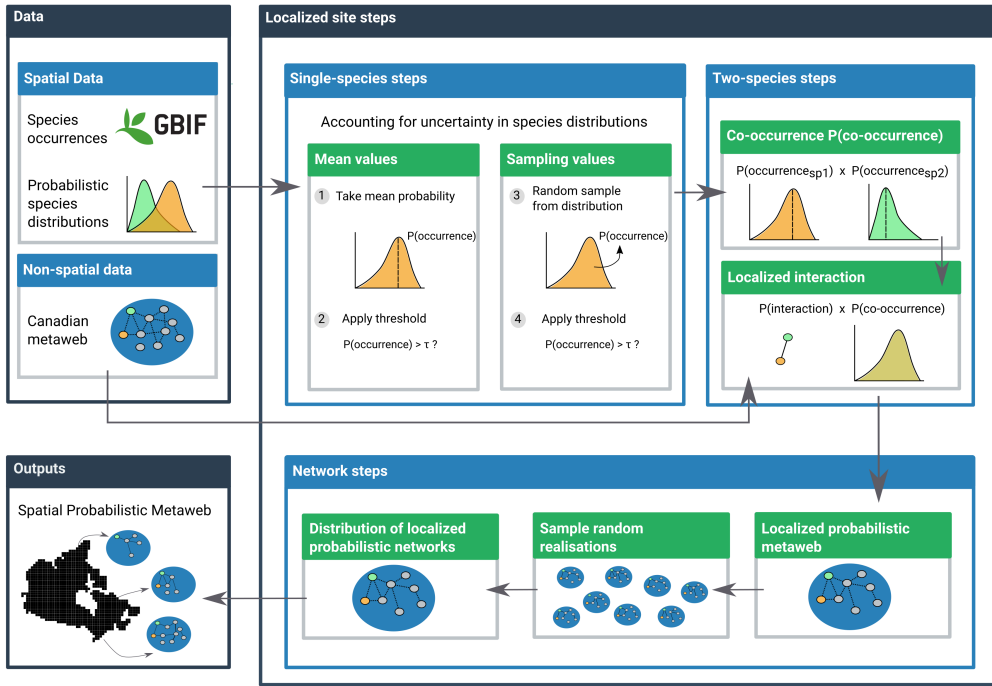 Data
Spatial Data
Species
occurrences
GBIF
Probabilistic
species
distributions
Non-spatial data
Canadian
metaweb
Localized site steps
Single-species steps
Accounting for uncertainty in species distributions
Mean values
1 Take mean probability
P(occurrence)
2 Apply threshold
P(occurrence) > τ ?
Sampling values
3 Random sample
from distribution
P(occurrence)
4 Apply threshold
P(occurrence) > τ ?
Two-species steps
Co-occurrence P(co-occurrence)
P(occurrencesp1) x P(occurrencesp2)
Localized interaction
P(interaction) x P(co-occurrence)
Network steps
Localized probabilistic
metaweb
Sample random
realisations
Distribution of localized
probabilistic networks
Outputs
Spatial Probabilistic Metaweb